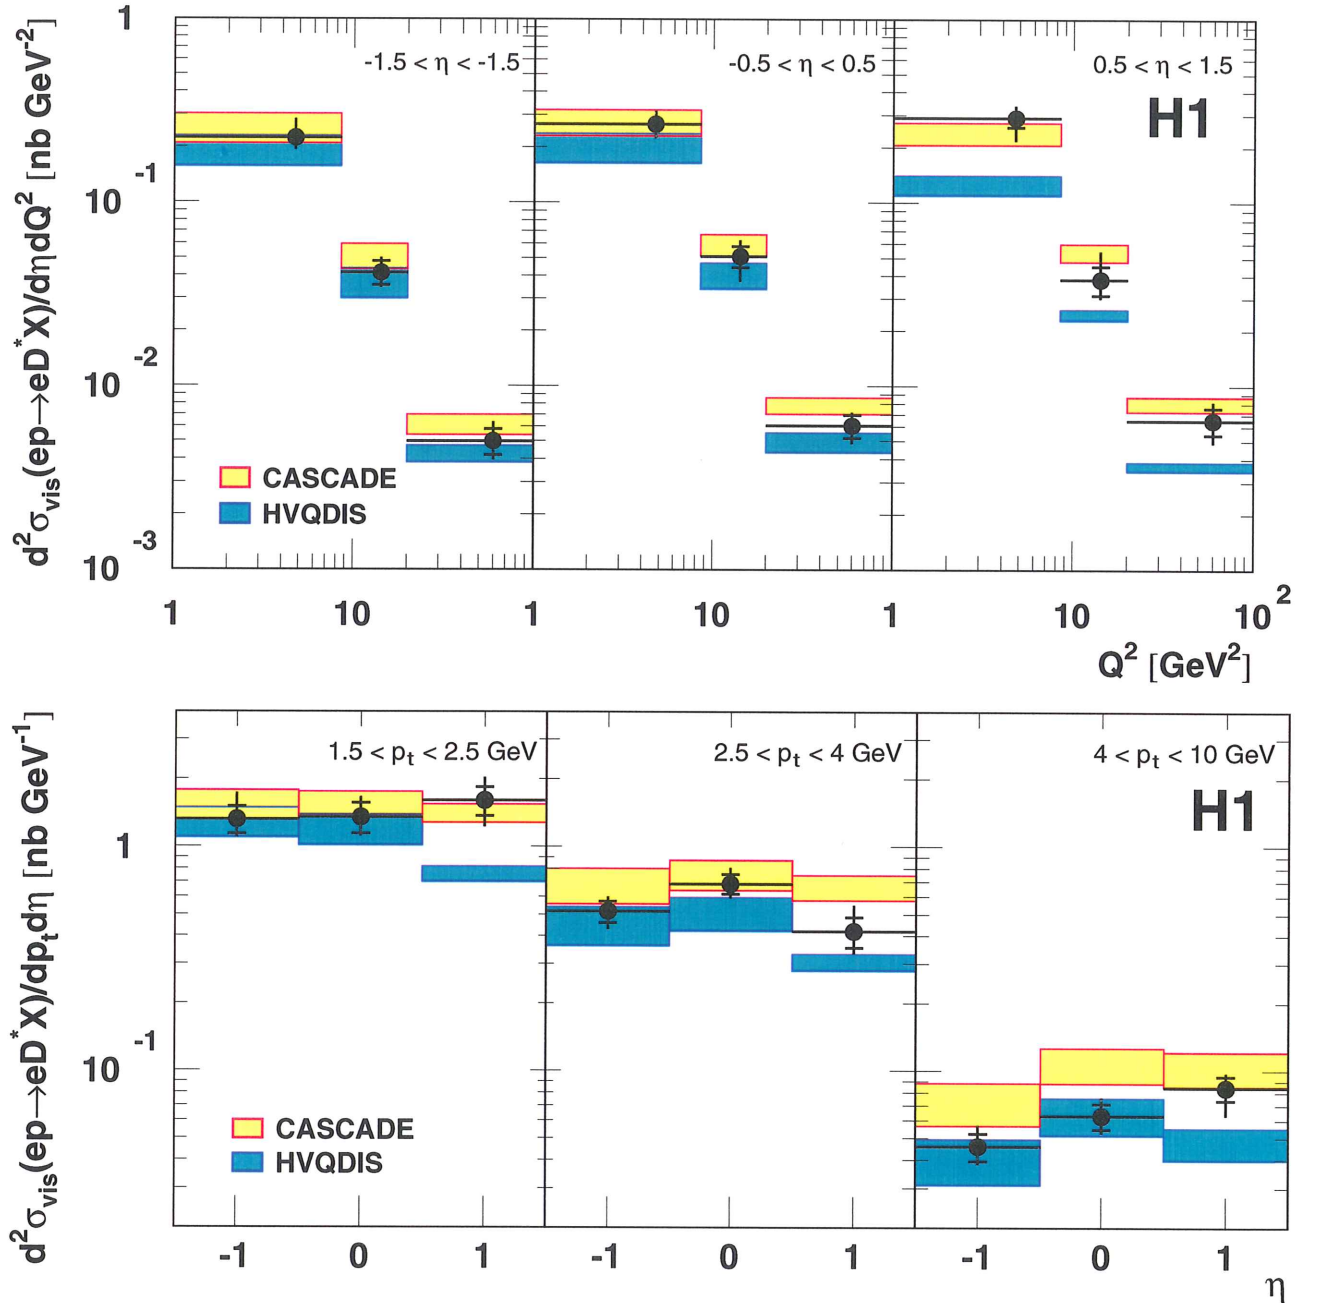 d²σvis(ep→eD*X)/dηdQ² [nb GeV⁻²]
1
10⁻¹
10⁻²
10⁻³
-1.5 < η < -1.5
-0.5 < η < 0.5
0.5 < η < 1.5
H1
CASCADE
HVQDIS
1 10 1 10 1 10 10²
Q² [GeV²]
d²σvis(ep→eD*X)/dptdη [nb GeV⁻¹]
1
10⁻¹
1.5 < pt < 2.5 GeV
2.5 < pt < 4 GeV
4 < pt < 10 GeV
H1
CASCADE
HVQDIS
-1 0 1 -1 0 1 -1 0 1
η